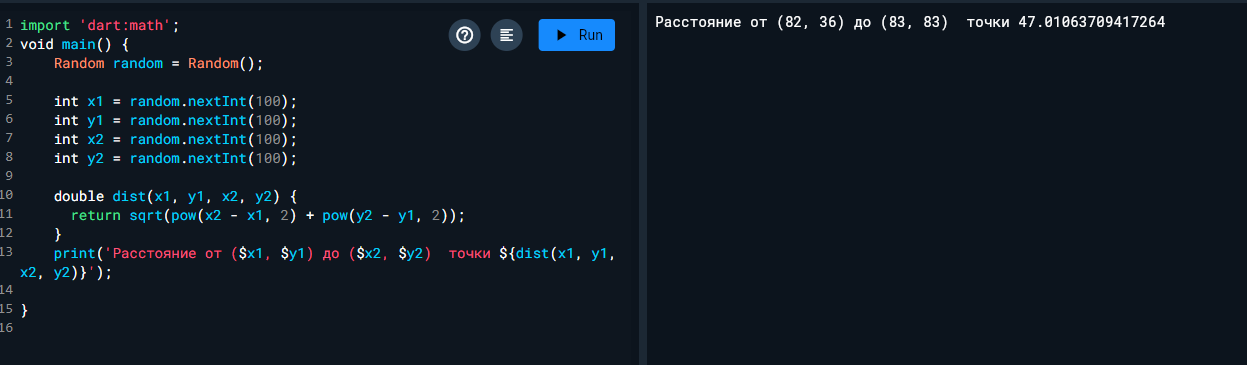 1 import 'dart:math';
2 void main() {
3 Random random = Random();
4
5 int x1 = random.nextInt(100);
6 int y1 = random.nextInt(100);
7 int x2 = random.nextInt(100);
8 int y2 = random.nextInt(100);
9
10 double dist(x1, y1, x2, y2) {
11 return sqrt(pow(x2 - x1, 2) + pow(y2 - y1, 2));
12 }
13 print('Расстояние от ($x1, $y1) до ($x2, $y2)  точки ${dist(x1, y1,
x2, y2)}');
14
15 }
16
? Run
Расстояние от (82, 36) до (83, 83)  точки 47.01063709417264